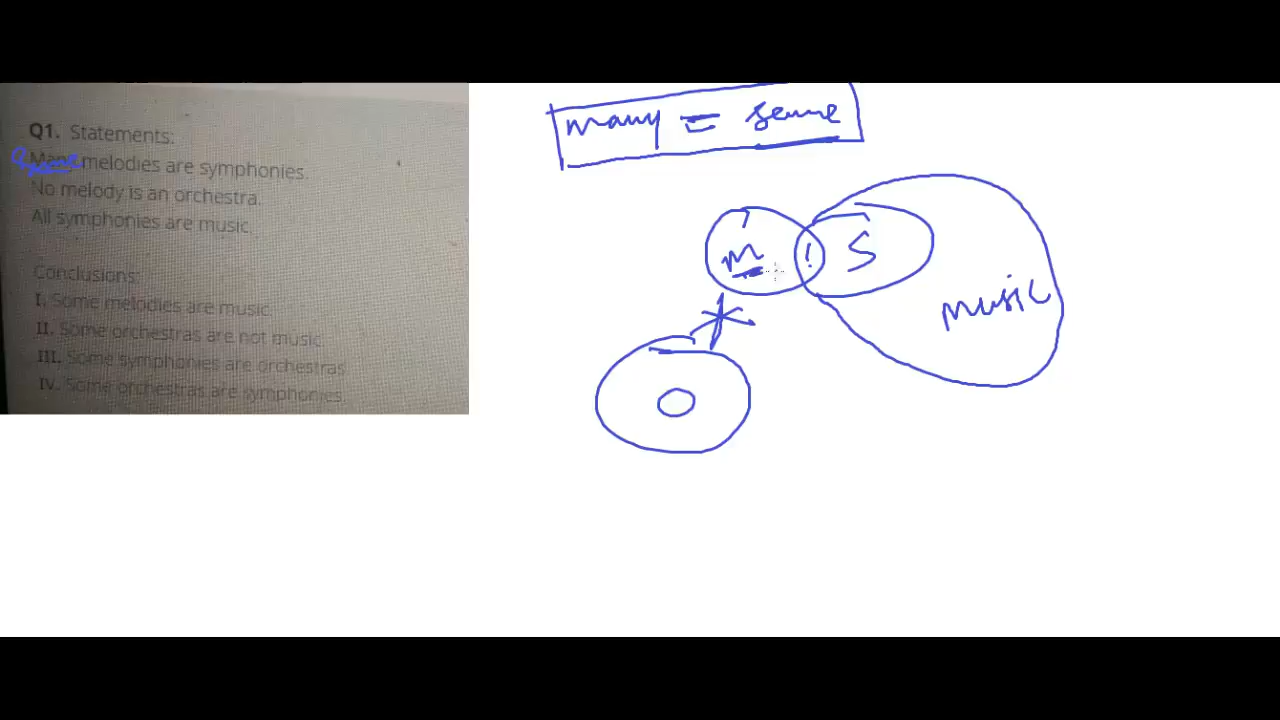 many = some
Q1. Statements:
Many melodies are symphonies.
No melody is an orchestra.
All symphonies are music.
Conclusions:
I. Some melodies are music.
II. Some orchestras are not music.
III. Some symphonies are orchestras
IV. Some orchestras are symphonies.
m
S
music
O